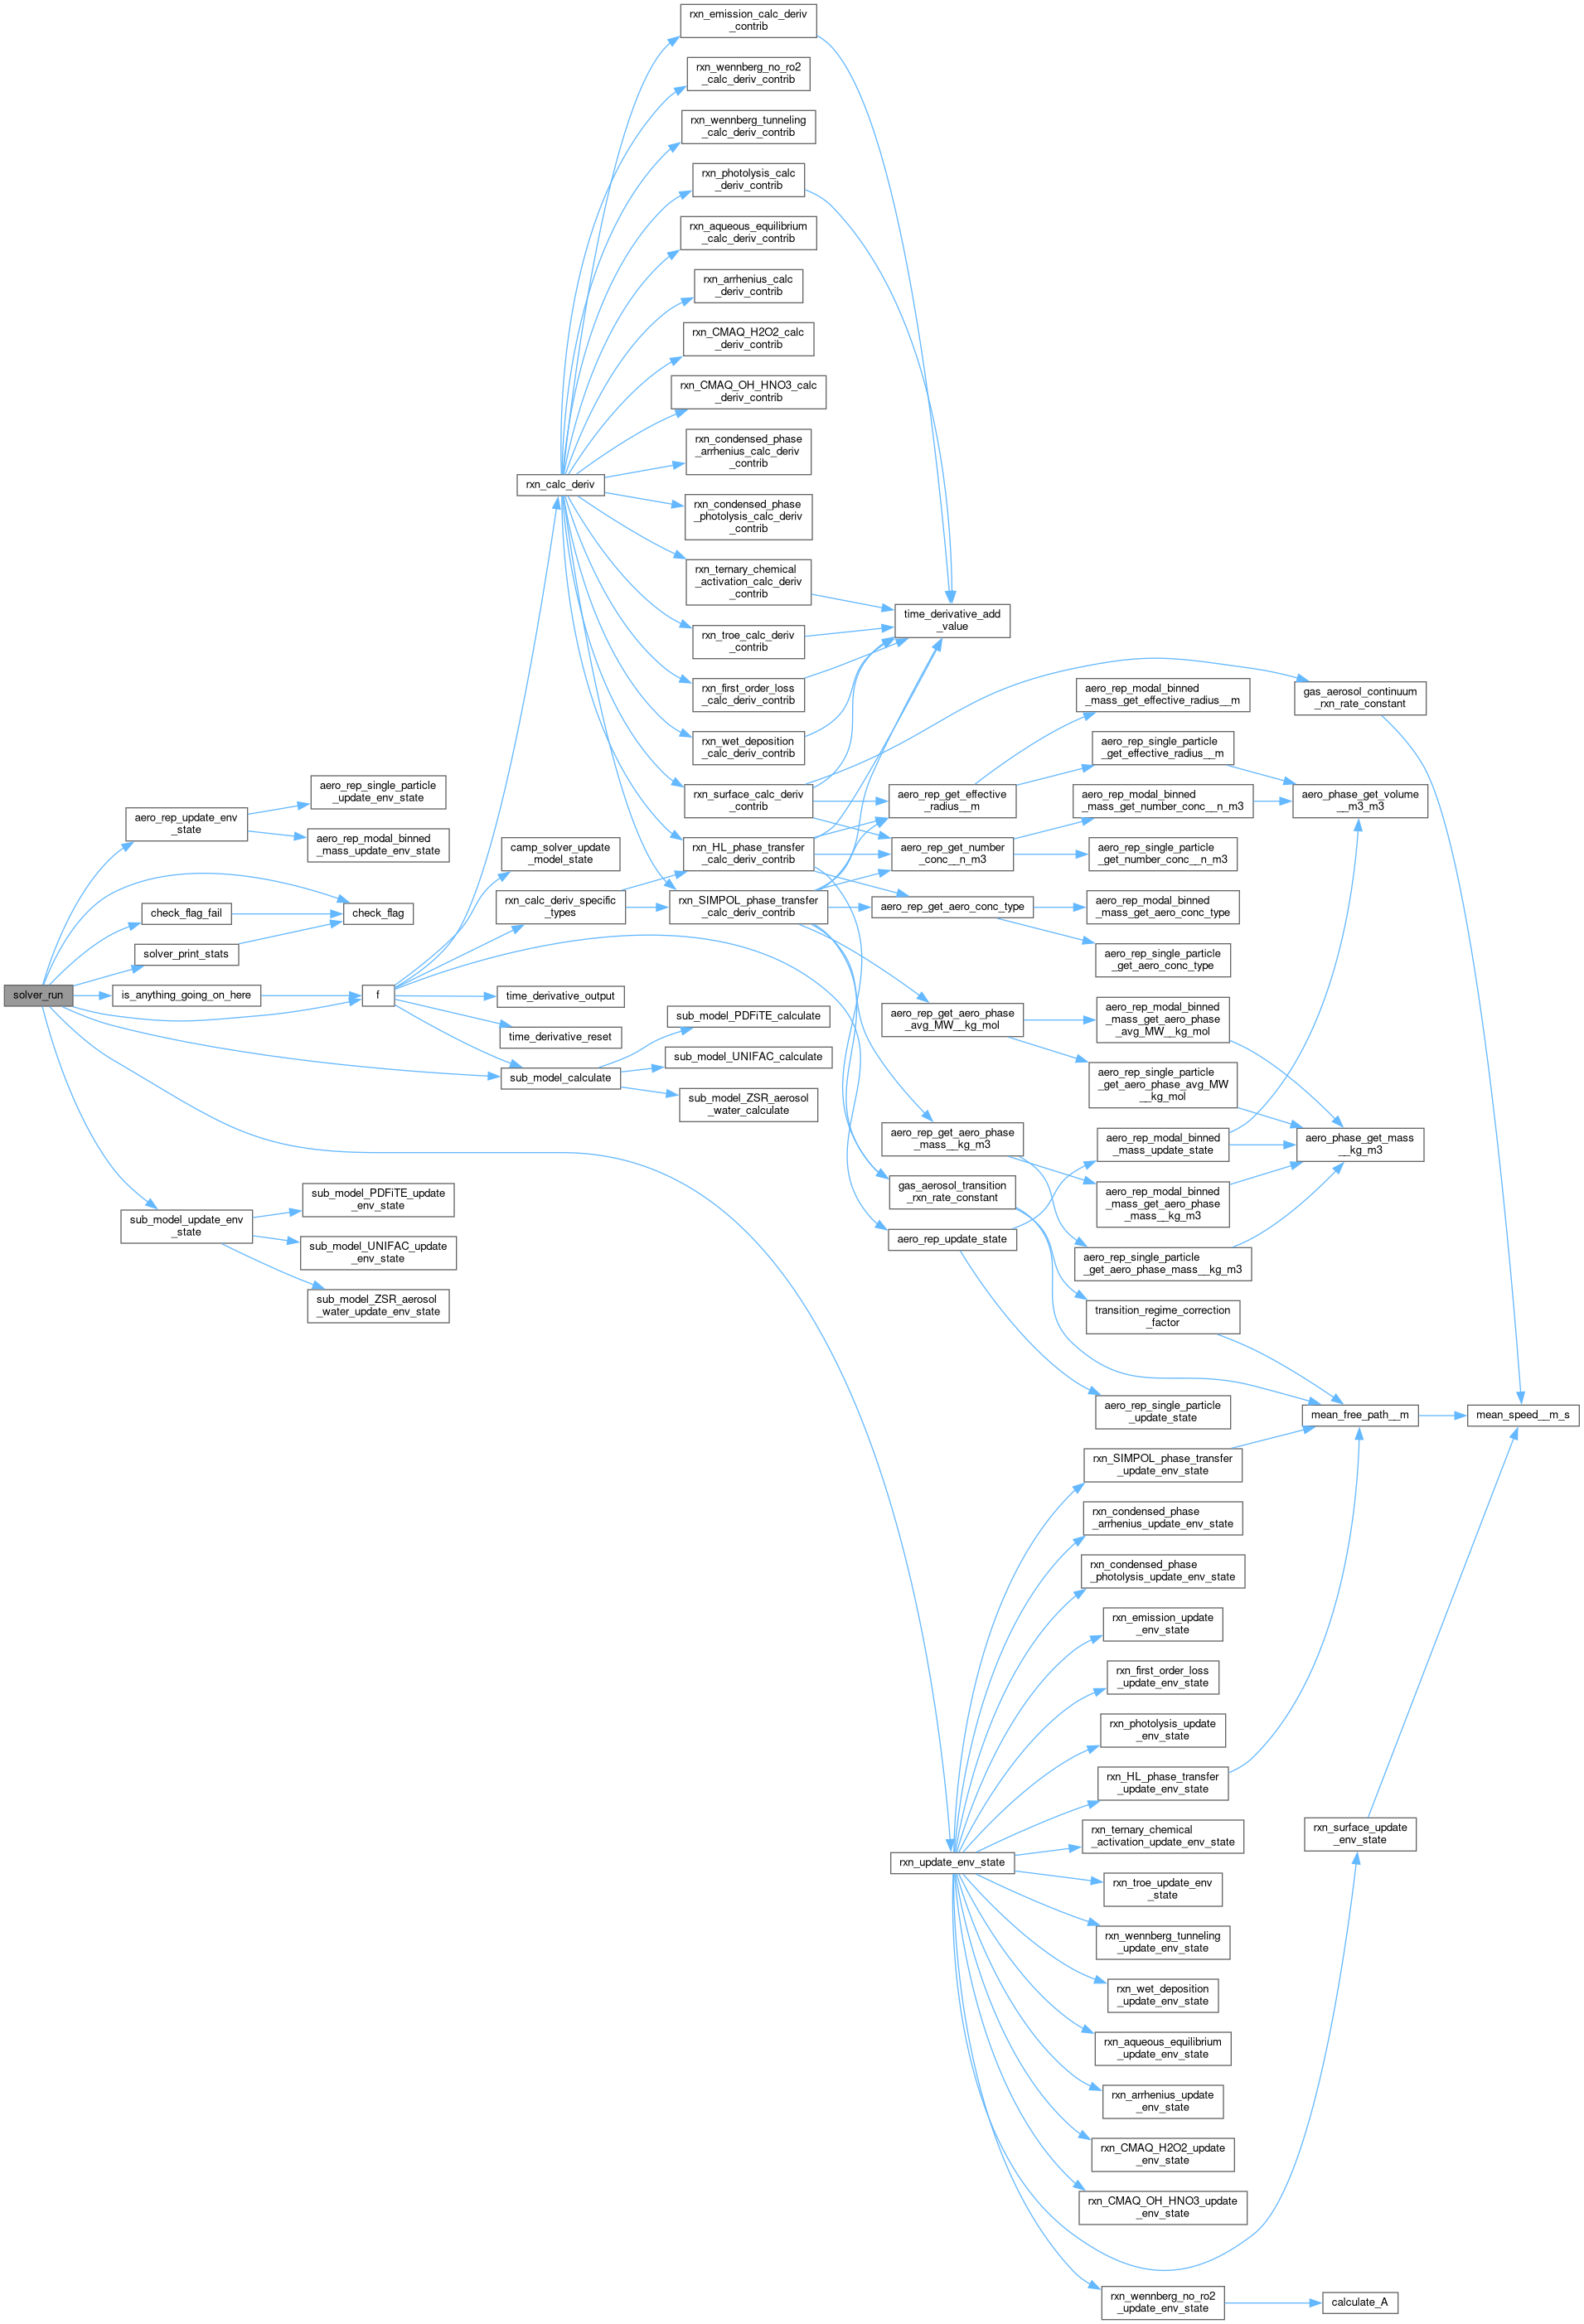 rxn_emission_calc_deriv
_contrib
rxn_wennberg_no_ro2
_calc_deriv_contrib
rxn_wennberg_tunneling
_calc_deriv_contrib
rxn_photolysis_calc
_deriv_contrib
rxn_aqueous_equilibrium
_calc_deriv_contrib
rxn_arrhenius_calc
_deriv_contrib
rxn_CMAQ_H2O2_calc
_deriv_contrib
rxn_CMAQ_OH_HNO3_calc
_deriv_contrib
rxn_condensed_phase
_arrhenius_calc_deriv
_contrib
rxn_calc_deriv
rxn_condensed_phase
_photolysis_calc_deriv
_contrib
rxn_ternary_chemical
_activation_calc_deriv
_contrib
time_derivative_add
_value
rxn_troe_calc_deriv
_contrib
rxn_first_order_loss
_calc_deriv_contrib
aero_rep_modal_binned
_mass_get_effective_radius__m
gas_aerosol_continuum
_rxn_rate_constant
rxn_wet_deposition
_calc_deriv_contrib
aero_rep_single_particle
_get_effective_radius__m
aero_rep_single_particle
_update_env_state
rxn_surface_calc_deriv
_contrib
aero_rep_get_effective
_radius__m
aero_rep_modal_binned
_mass_get_number_conc__n_m3
aero_phase_get_volume
__m3_m3
aero_rep_update_env
_state
aero_rep_modal_binned
_mass_update_env_state
camp_solver_update
_model_state
rxn_HL_phase_transfer
_calc_deriv_contrib
aero_rep_get_number
_conc__n_m3
aero_rep_single_particle
_get_number_conc__n_m3
check_flag_fail
check_flag
rxn_calc_deriv_specific
_types
rxn_SIMPOL_phase_transfer
_calc_deriv_contrib
aero_rep_get_aero_conc_type
aero_rep_modal_binned
_mass_get_aero_conc_type
solver_print_stats
aero_rep_single_particle
_get_aero_conc_type
solver_run
is_anything_going_on_here
f
time_derivative_output
sub_model_PDFiTE_calculate
aero_rep_get_aero_phase
_avg_MW__kg_mol
aero_rep_modal_binned
_mass_get_aero_phase
_avg_MW__kg_mol
time_derivative_reset
sub_model_UNIFAC_calculate
sub_model_calculate
aero_rep_single_particle
_get_aero_phase_avg_MW
__kg_mol
sub_model_ZSR_aerosol
_water_calculate
aero_rep_get_aero_phase
_mass__kg_m3
aero_rep_modal_binned
_mass_update_state
aero_phase_get_mass
__kg_m3
sub_model_PDFiTE_update
_env_state
gas_aerosol_transition
_rxn_rate_constant
aero_rep_modal_binned
_mass_get_aero_phase
_mass__kg_m3
sub_model_update_env
_state
sub_model_UNIFAC_update
_env_state
aero_rep_update_state
aero_rep_single_particle
_get_aero_phase_mass__kg_m3
sub_model_ZSR_aerosol
_water_update_env_state
transition_regime_correction
_factor
aero_rep_single_particle
_update_state
mean_free_path__m
mean_speed__m_s
rxn_SIMPOL_phase_transfer
_update_env_state
rxn_condensed_phase
_arrhenius_update_env_state
rxn_condensed_phase
_photolysis_update_env_state
rxn_emission_update
_env_state
rxn_first_order_loss
_update_env_state
rxn_photolysis_update
_env_state
rxn_HL_phase_transfer
_update_env_state
rxn_ternary_chemical
_activation_update_env_state
rxn_surface_update
_env_state
rxn_update_env_state
rxn_troe_update_env
_state
rxn_wennberg_tunneling
_update_env_state
rxn_wet_deposition
_update_env_state
rxn_aqueous_equilibrium
_update_env_state
rxn_arrhenius_update
_env_state
rxn_CMAQ_H2O2_update
_env_state
rxn_CMAQ_OH_HNO3_update
_env_state
rxn_wennberg_no_ro2
_update_env_state
calculate_A